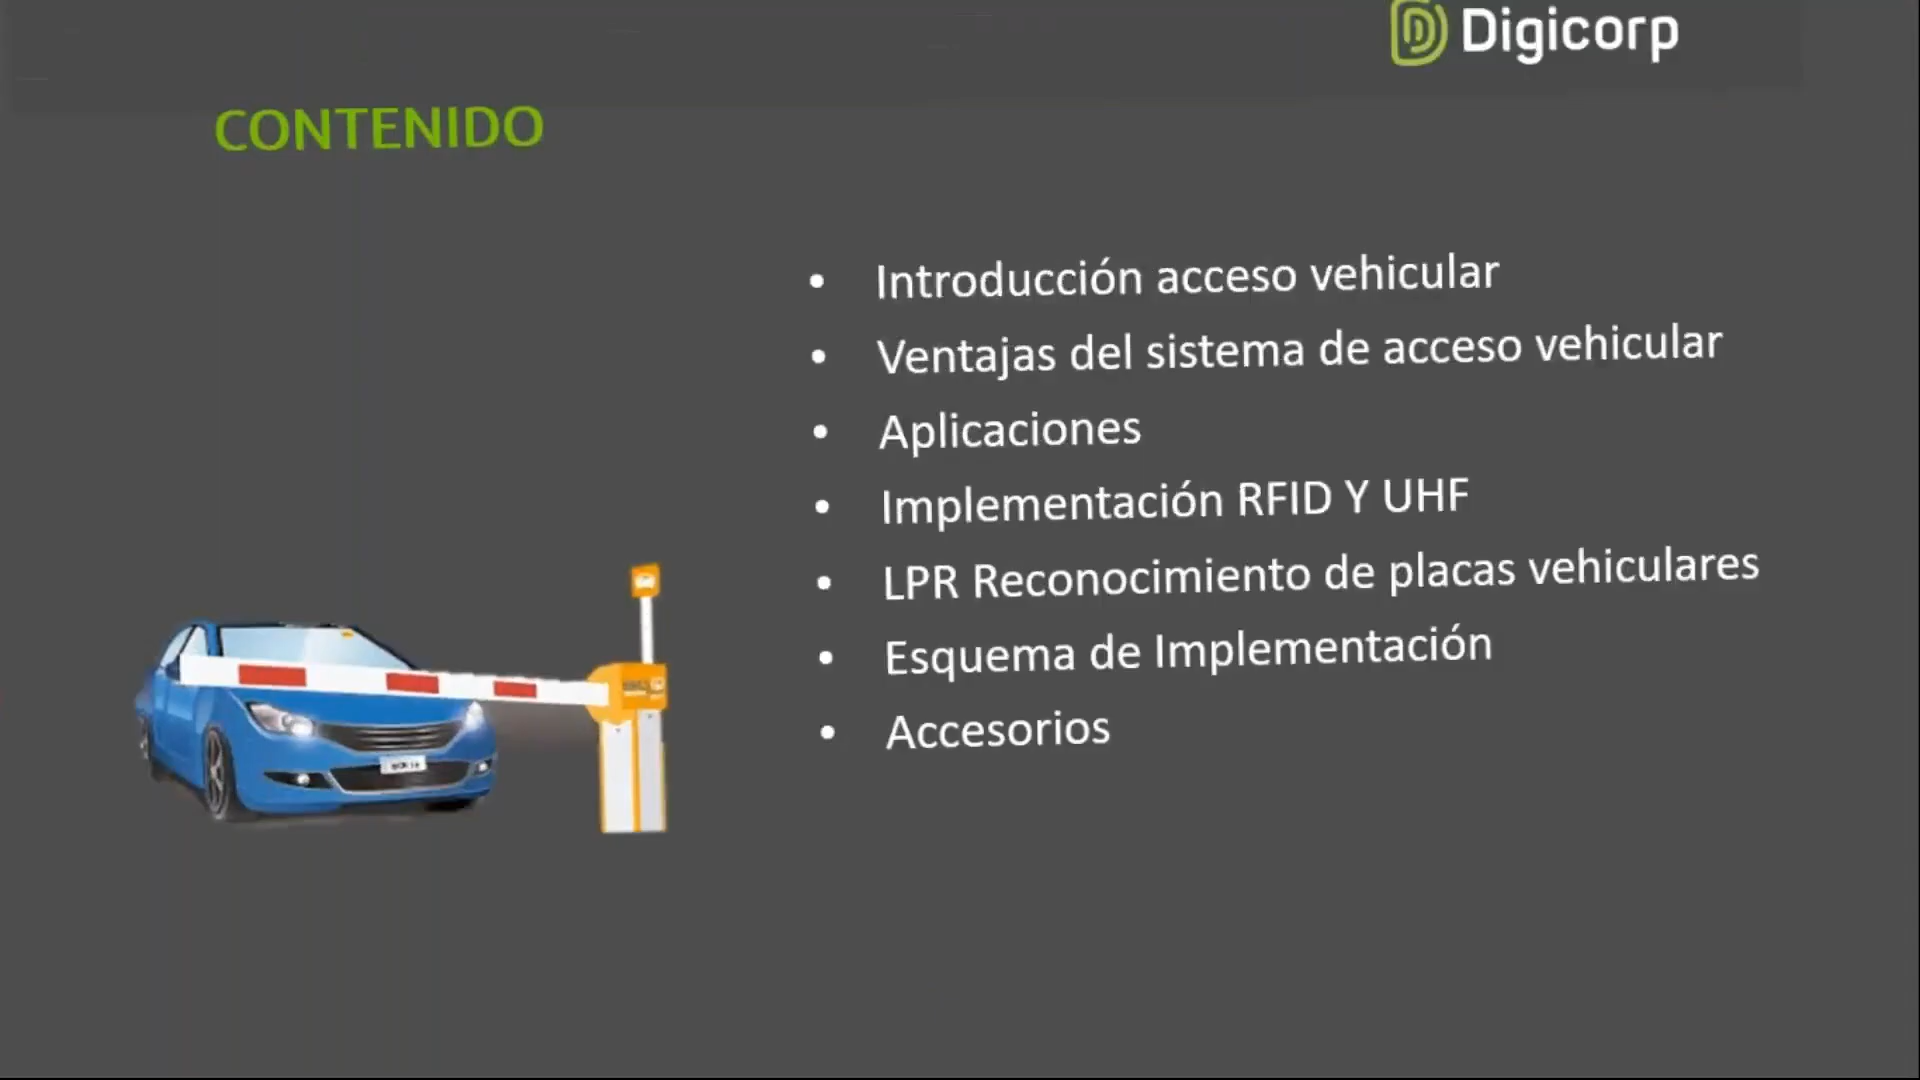 Digicorp
CONTENIDO
• Introducción acceso vehicular
• Ventajas del sistema de acceso vehicular
• Aplicaciones
• Implementación RFID Y UHF
• LPR Reconocimiento de placas vehiculares
• Esquema de Implementación
• Accesorios